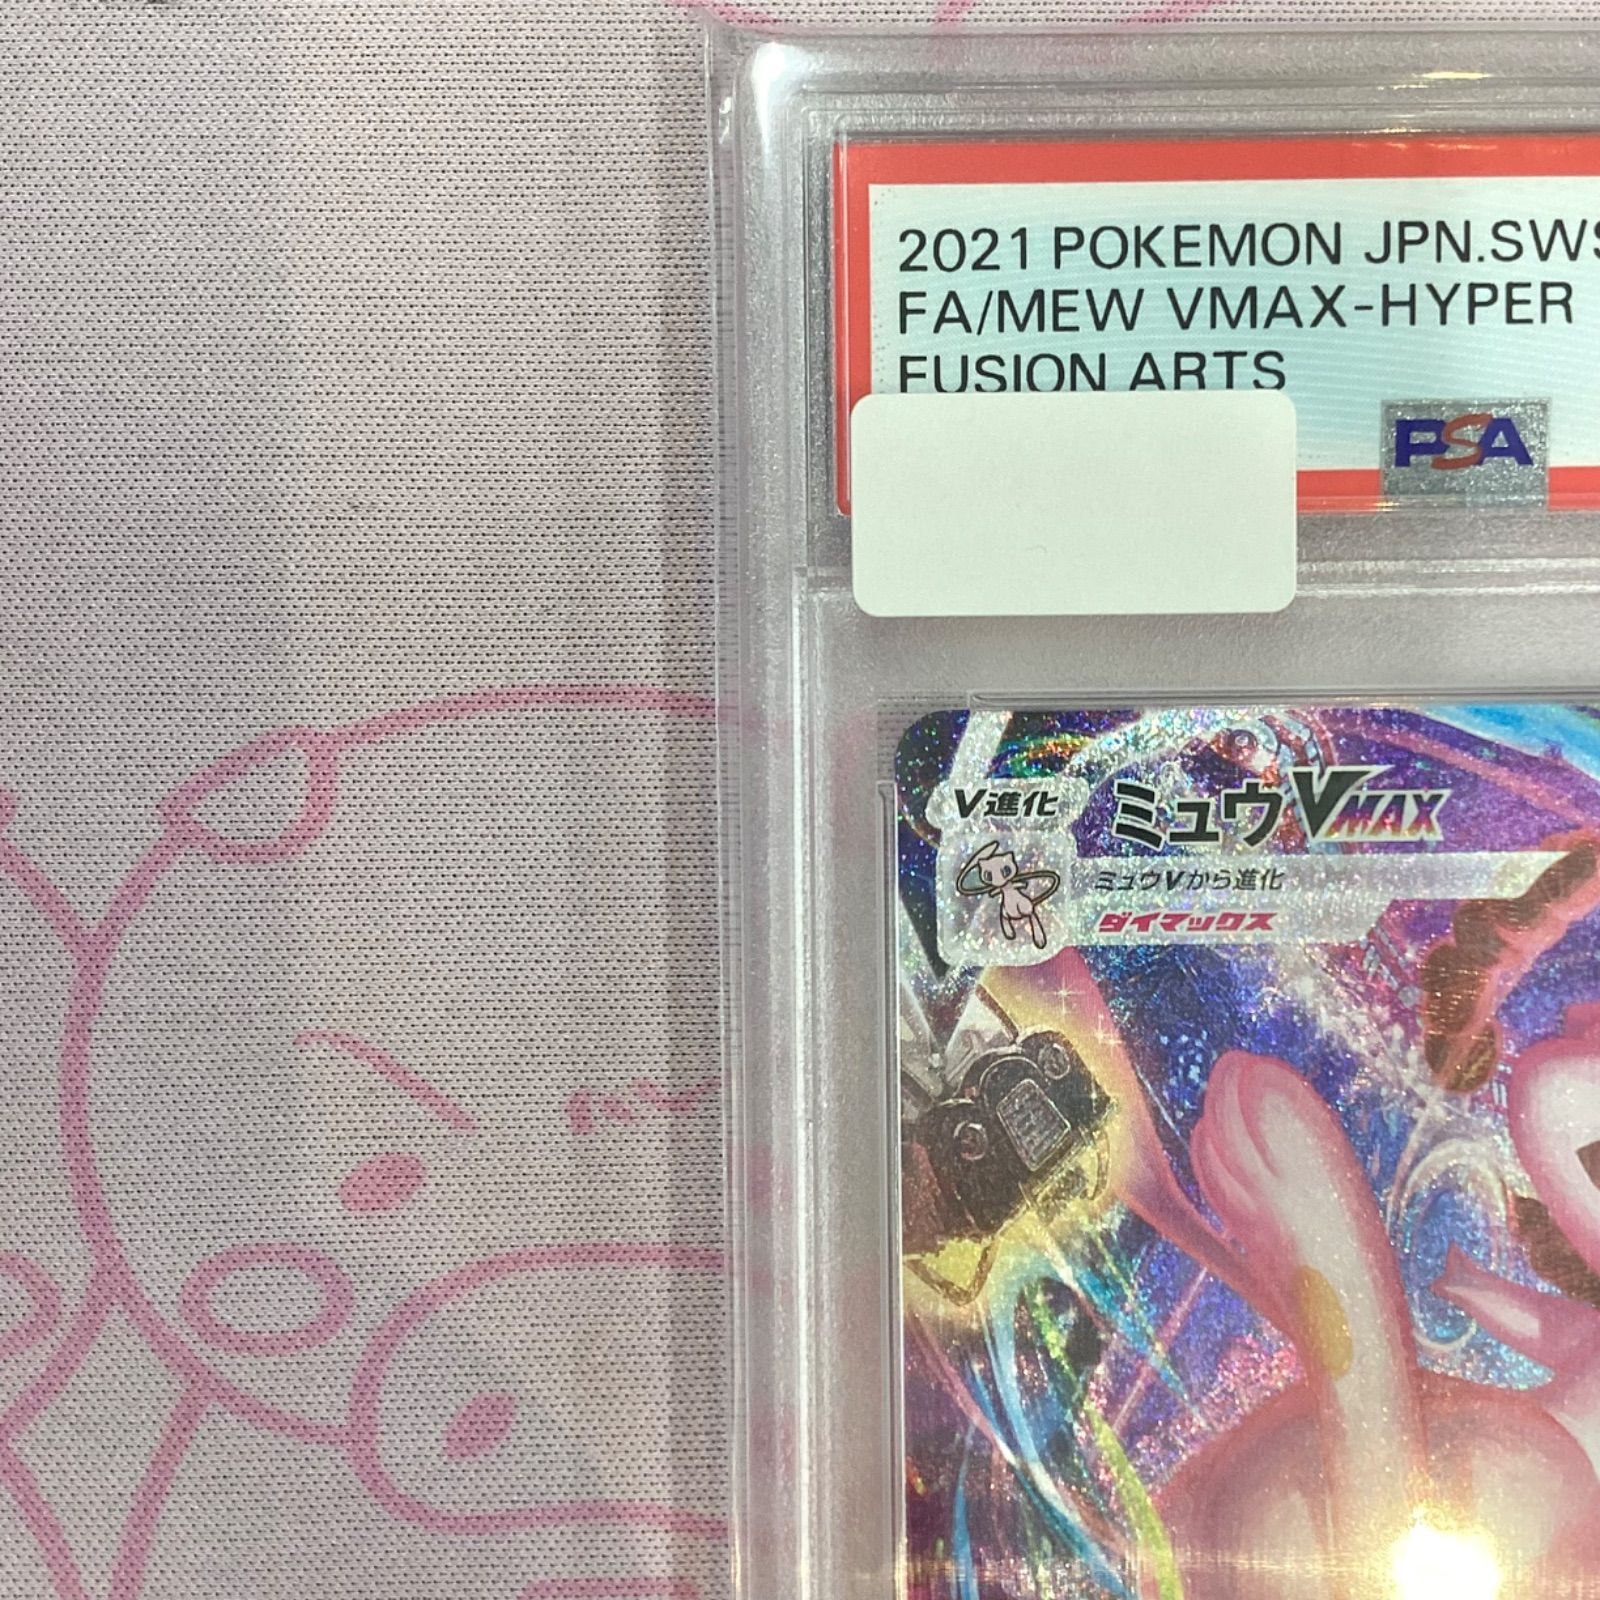 2021 POKEMON JPN.SWS
FA/MEW VMAX-HYPER
FUSION ARTS
PSA
V進化
ミュウVMAX
ミュウVから進化
ダイマックス